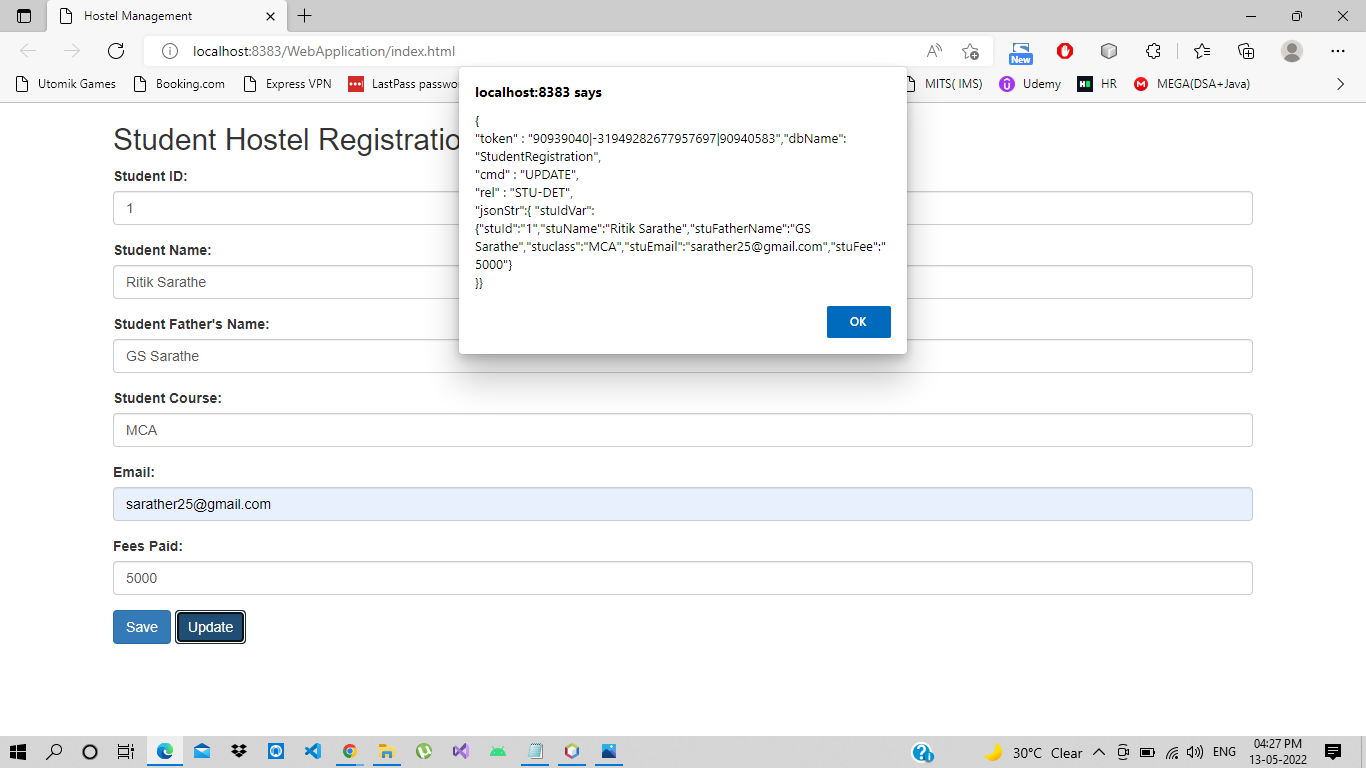 Hostel Management
localhost:8383/WebApplication/index.html
New
Utomik Games
Booking.com
Express VPN
LastPass passwo
MITS( IMS)
Udemy
HR
MEGA(DSA+Java)
localhost:8383 says
{
"token" : "90939040|-31949282677957697|90940583","dbName":
"StudentRegistration",
"cmd" : "UPDATE",
"rel" : "STU-DET",
"jsonStr":{ "stuIdVar":
{"stuId":"1","stuName":"Ritik Sarathe","stuFatherName":"GS
Sarathe","stuclass":"MCA","stuEmail":"sarather25@gmail.com","stuFee":"
5000"}
}}
OK
Student Hostel Registratio
Student ID:
1
Student Name:
Ritik Sarathe
Student Father's Name:
GS Sarathe
Student Course:
MCA
Email:
sarather25@gmail.com
Fees Paid:
5000
Save Update
30°C Clear
ENG
04:27 PM
13-05-2022